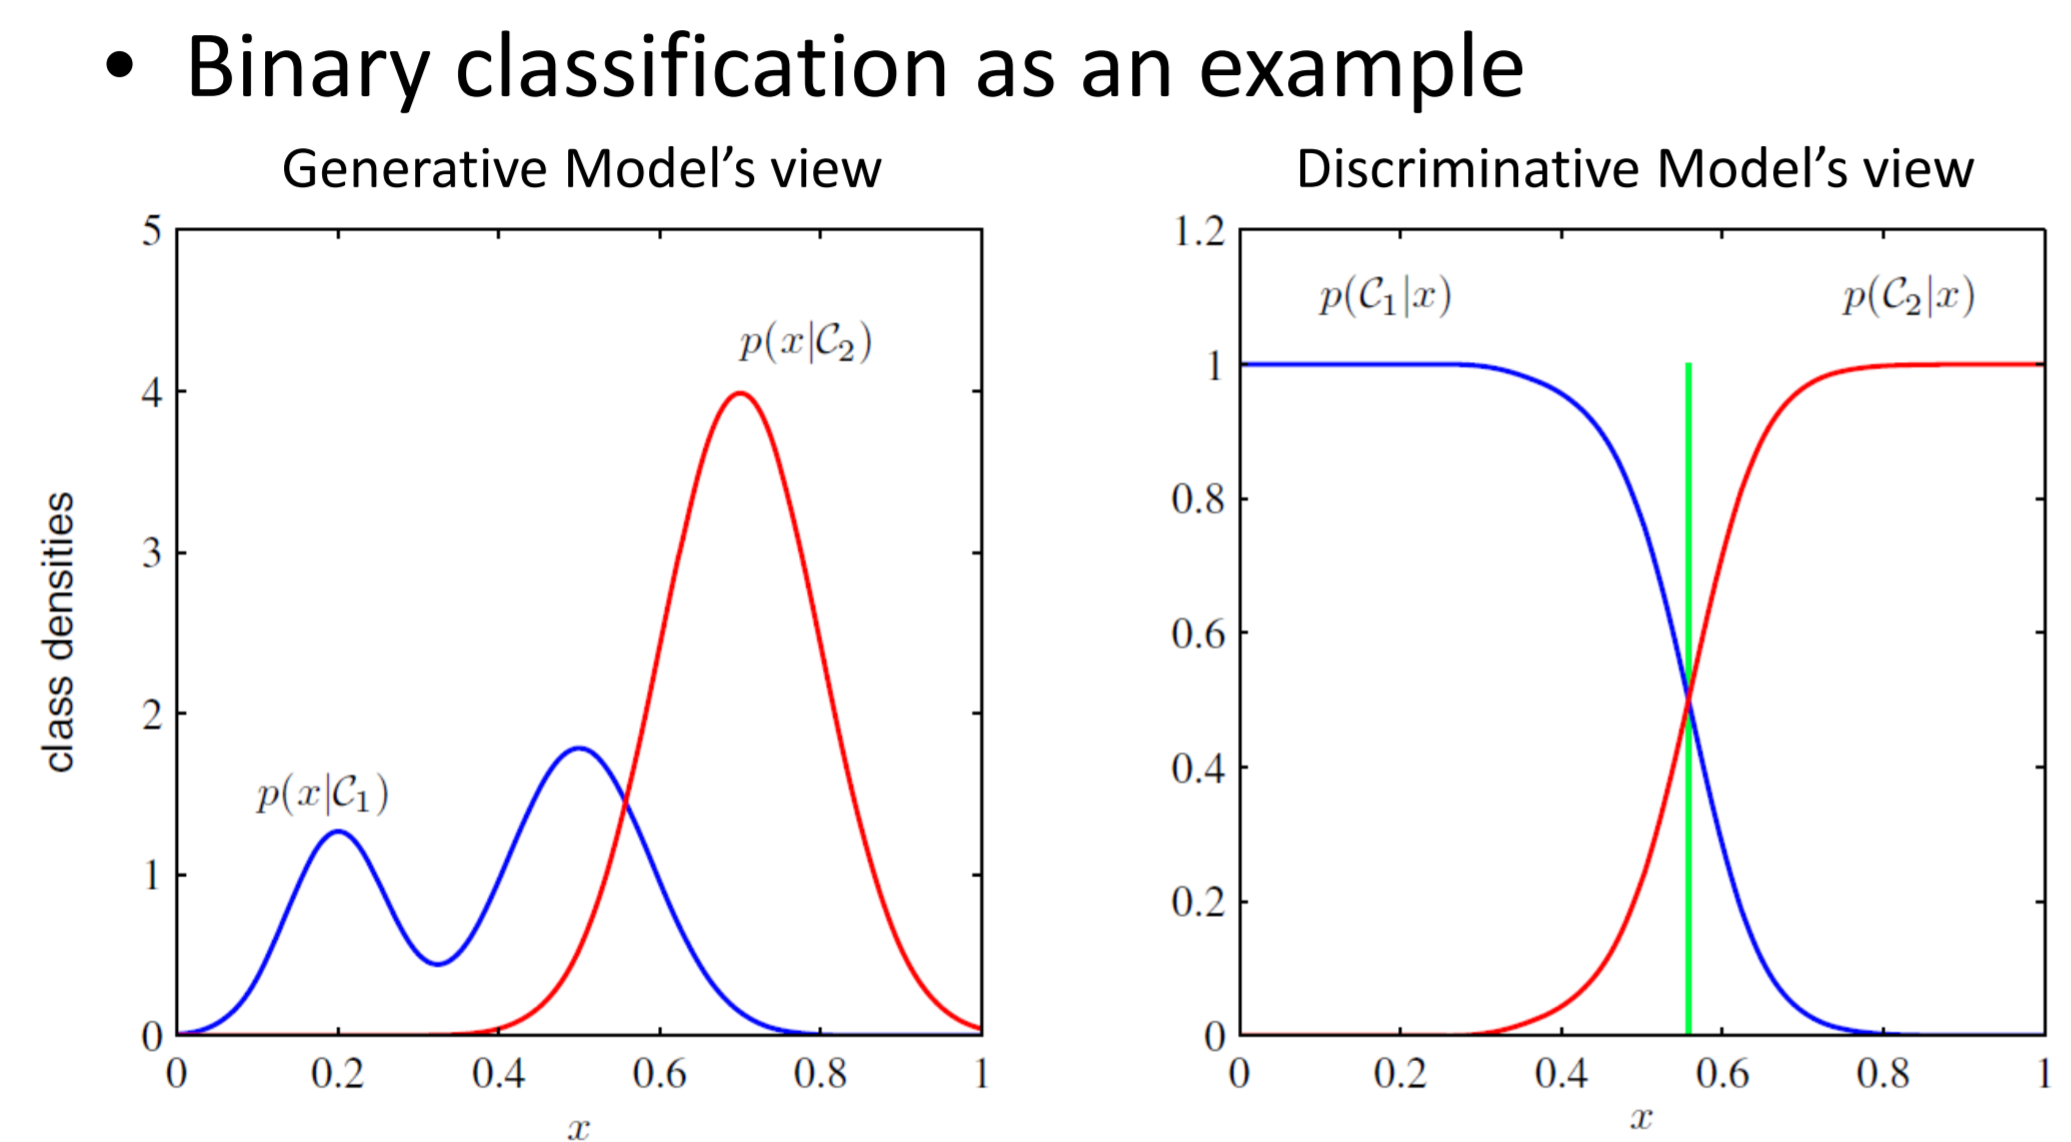 • Binary classification as an example
Generative Model’s view
5
4
3
2
1
0
0 0.2 0.4 0.6 0.8 1
class densities
x
p(x|C₁)
p(x|C₂)
Discriminative Model’s view
1.2
1
0.8
0.6
0.4
0.2
0
0 0.2 0.4 0.6 0.8 1
x
p(C₁|x)
p(C₂|x)